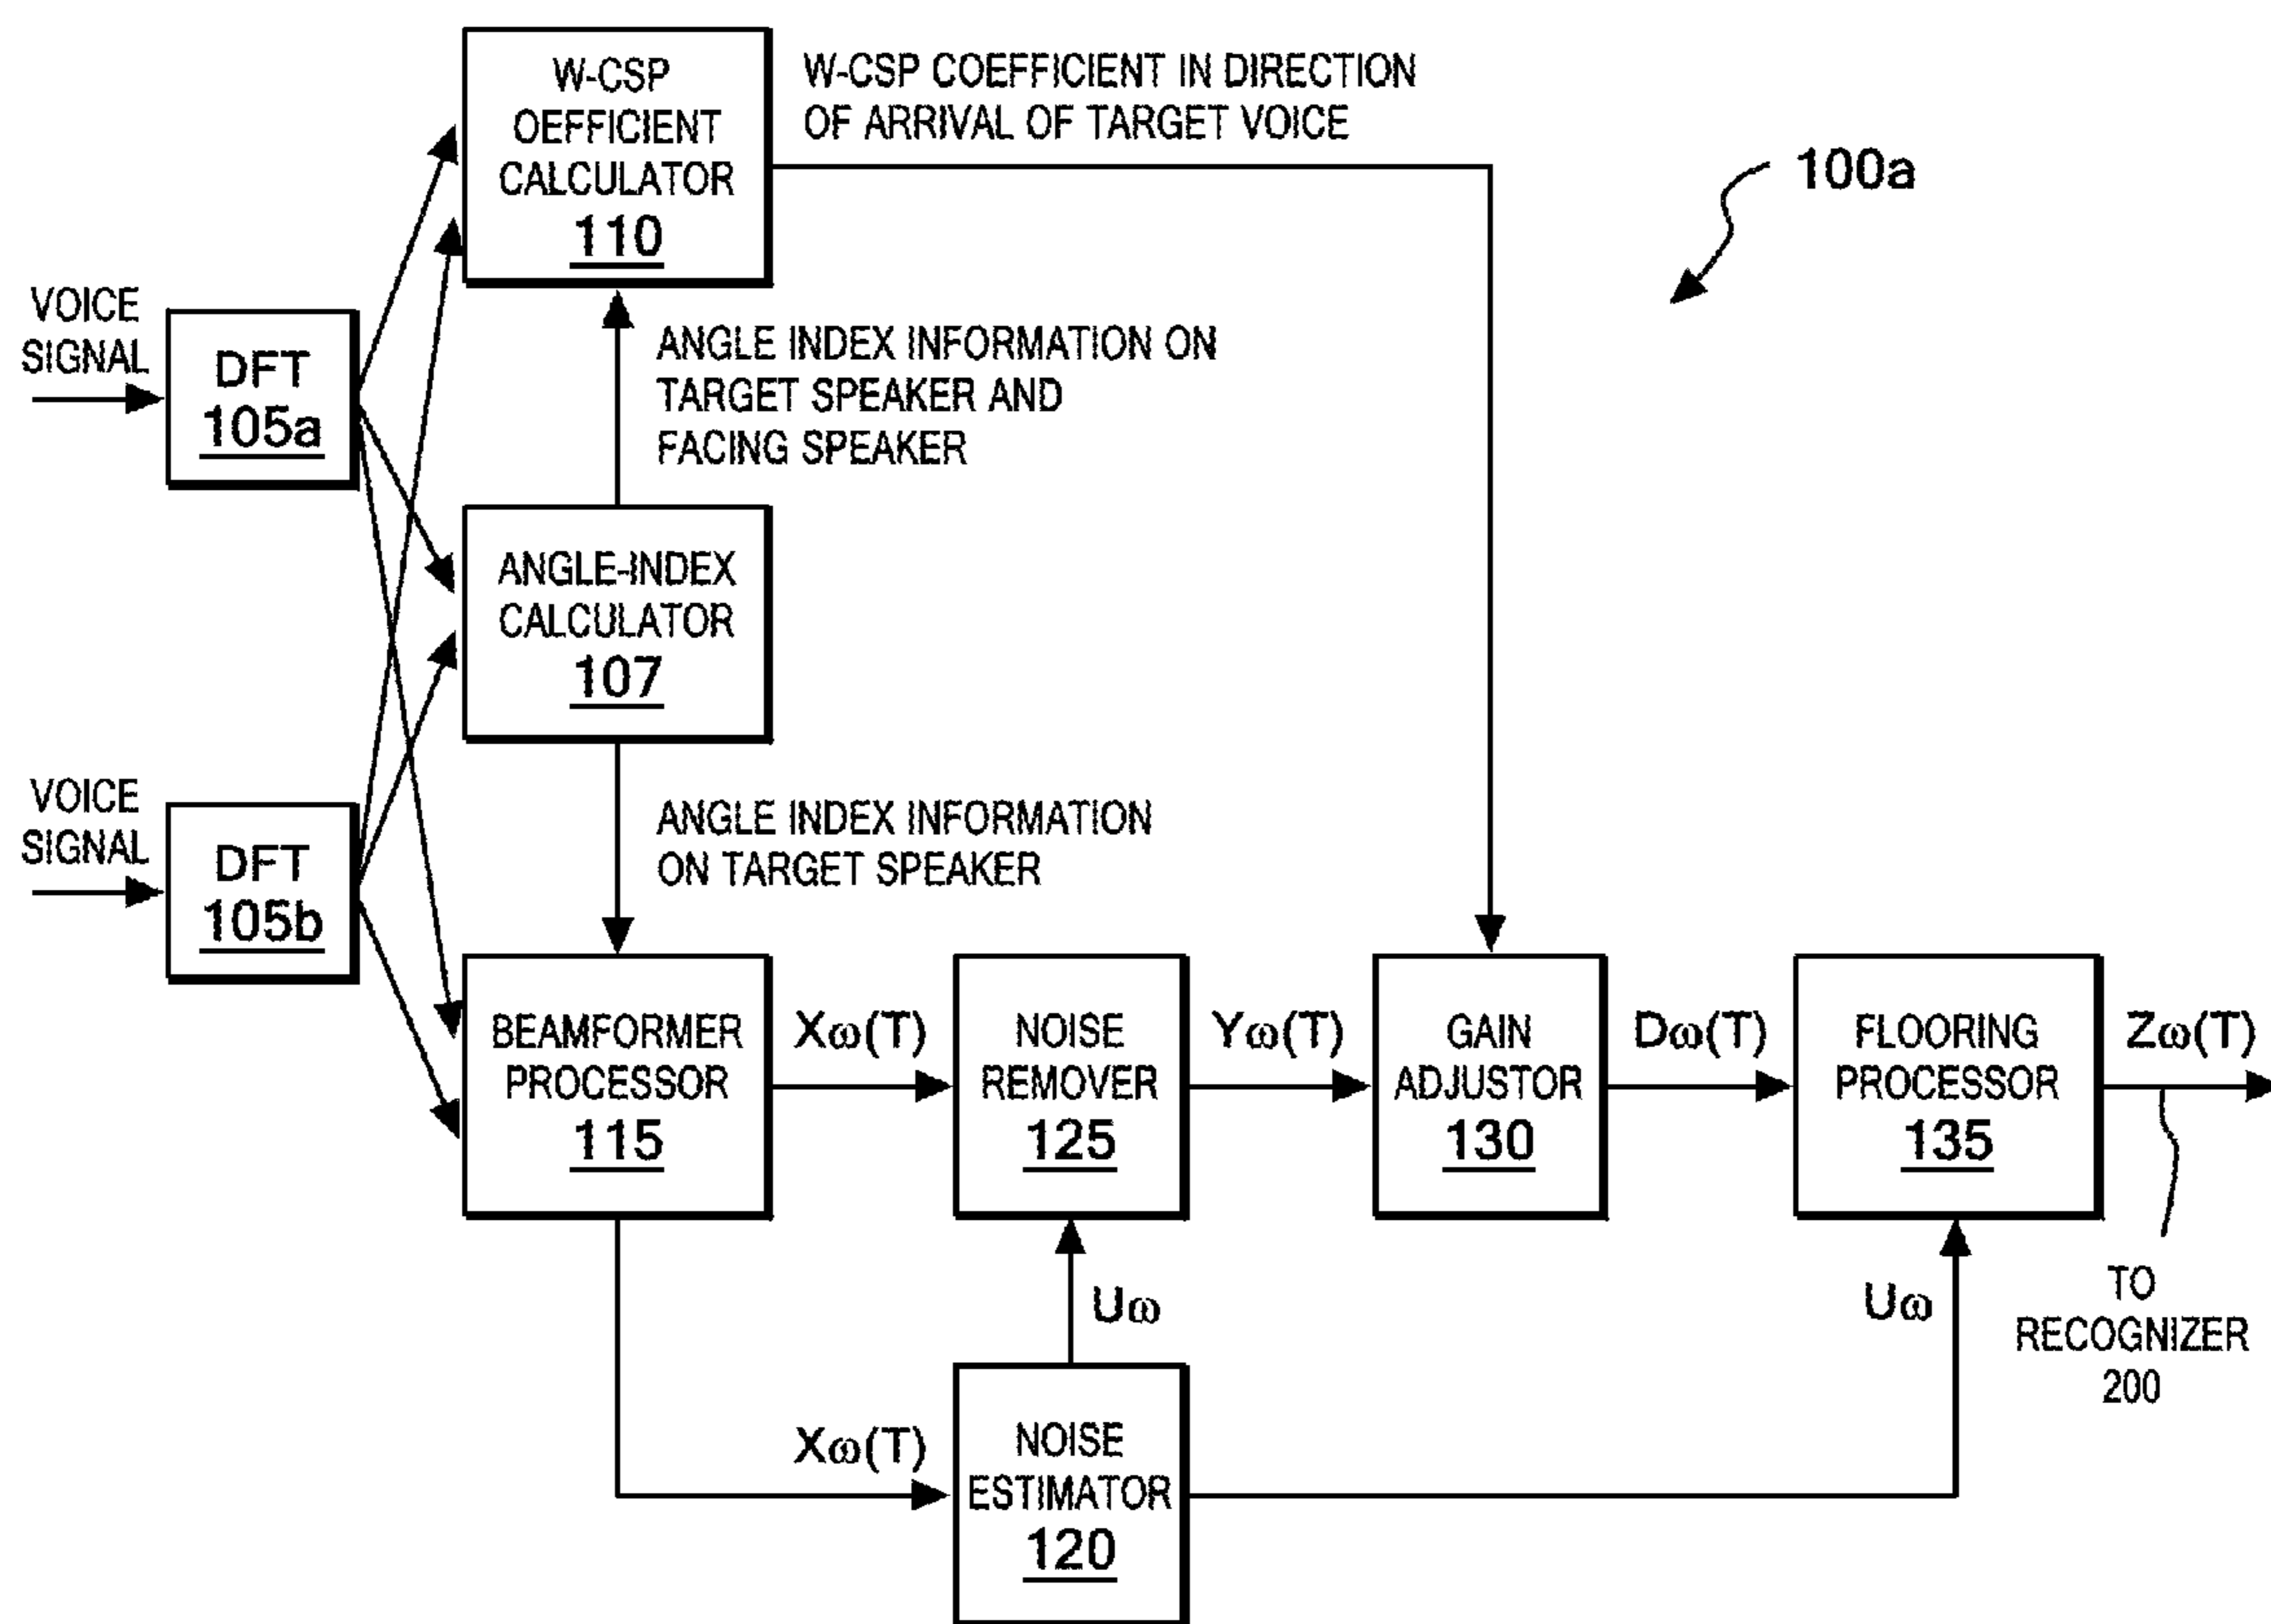 W-CSP
OEFFICIENT
CALCULATOR
110
W-CSP COEFFICIENT IN DIRECTION
OF ARRIVAL OF TARGET VOICE
100a
VOICE
SIGNAL
DFT
105a
ANGLE INDEX INFORMATION ON
TARGET SPEAKER AND
FACING SPEAKER
ANGLE-INDEX
CALCULATOR
107
VOICE
SIGNAL
DFT
105b
ANGLE INDEX INFORMATION
ON TARGET SPEAKER
BEAMFORMER
PROCESSOR
115
Xω(T)
NOISE
REMOVER
125
Yω(T)
GAIN
ADJUSTOR
130
Dω(T)
FLOORING
PROCESSOR
135
Zω(T)
Uω
Uω
TO
RECOGNIZER
200
Xω(T)
NOISE
ESTIMATOR
120